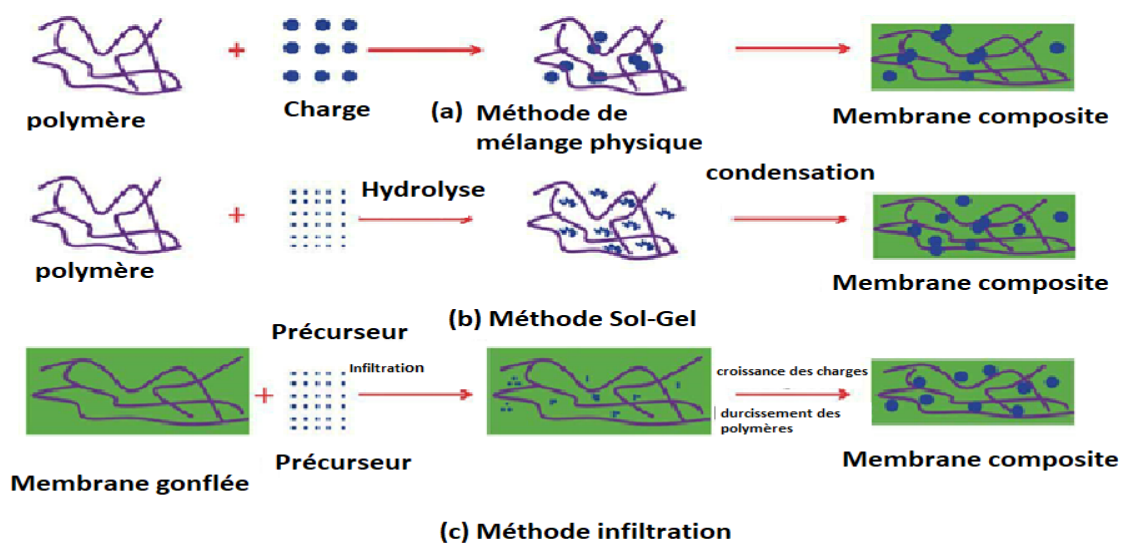 polymère
+
Charge
(a) Méthode de
mélange physique
Membrane composite
polymère
+
Hydrolyse
condensation
Membrane composite
Précurseur
(b) Méthode Sol-Gel
+
Infiltration
croissance des charges
durcissement des
polymères
Membrane gonflée
Précurseur
Membrane composite
(c) Méthode infiltration